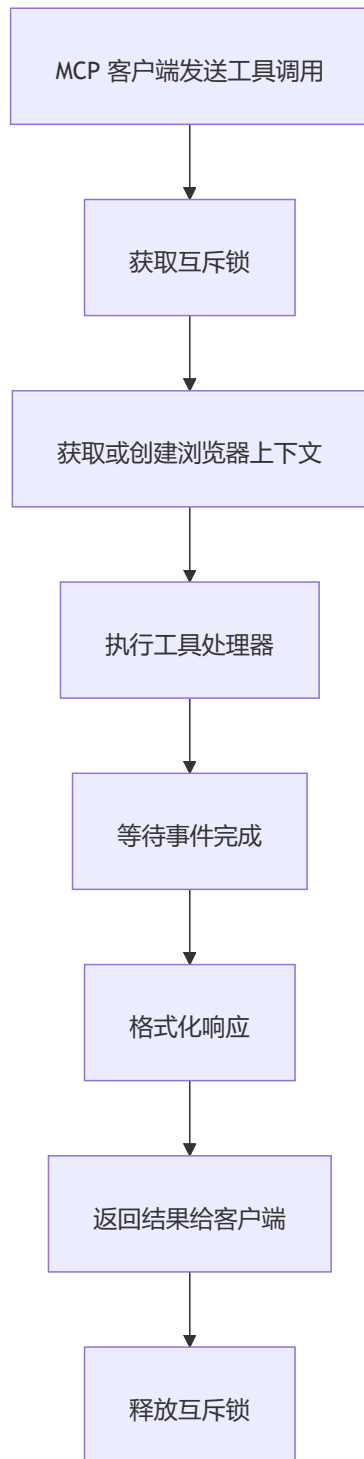 MCP 客户端发送工具调用
获取互斥锁
获取或创建浏览器上下文
执行工具处理器
等待事件完成
格式化响应
返回结果给客户端
释放互斥锁